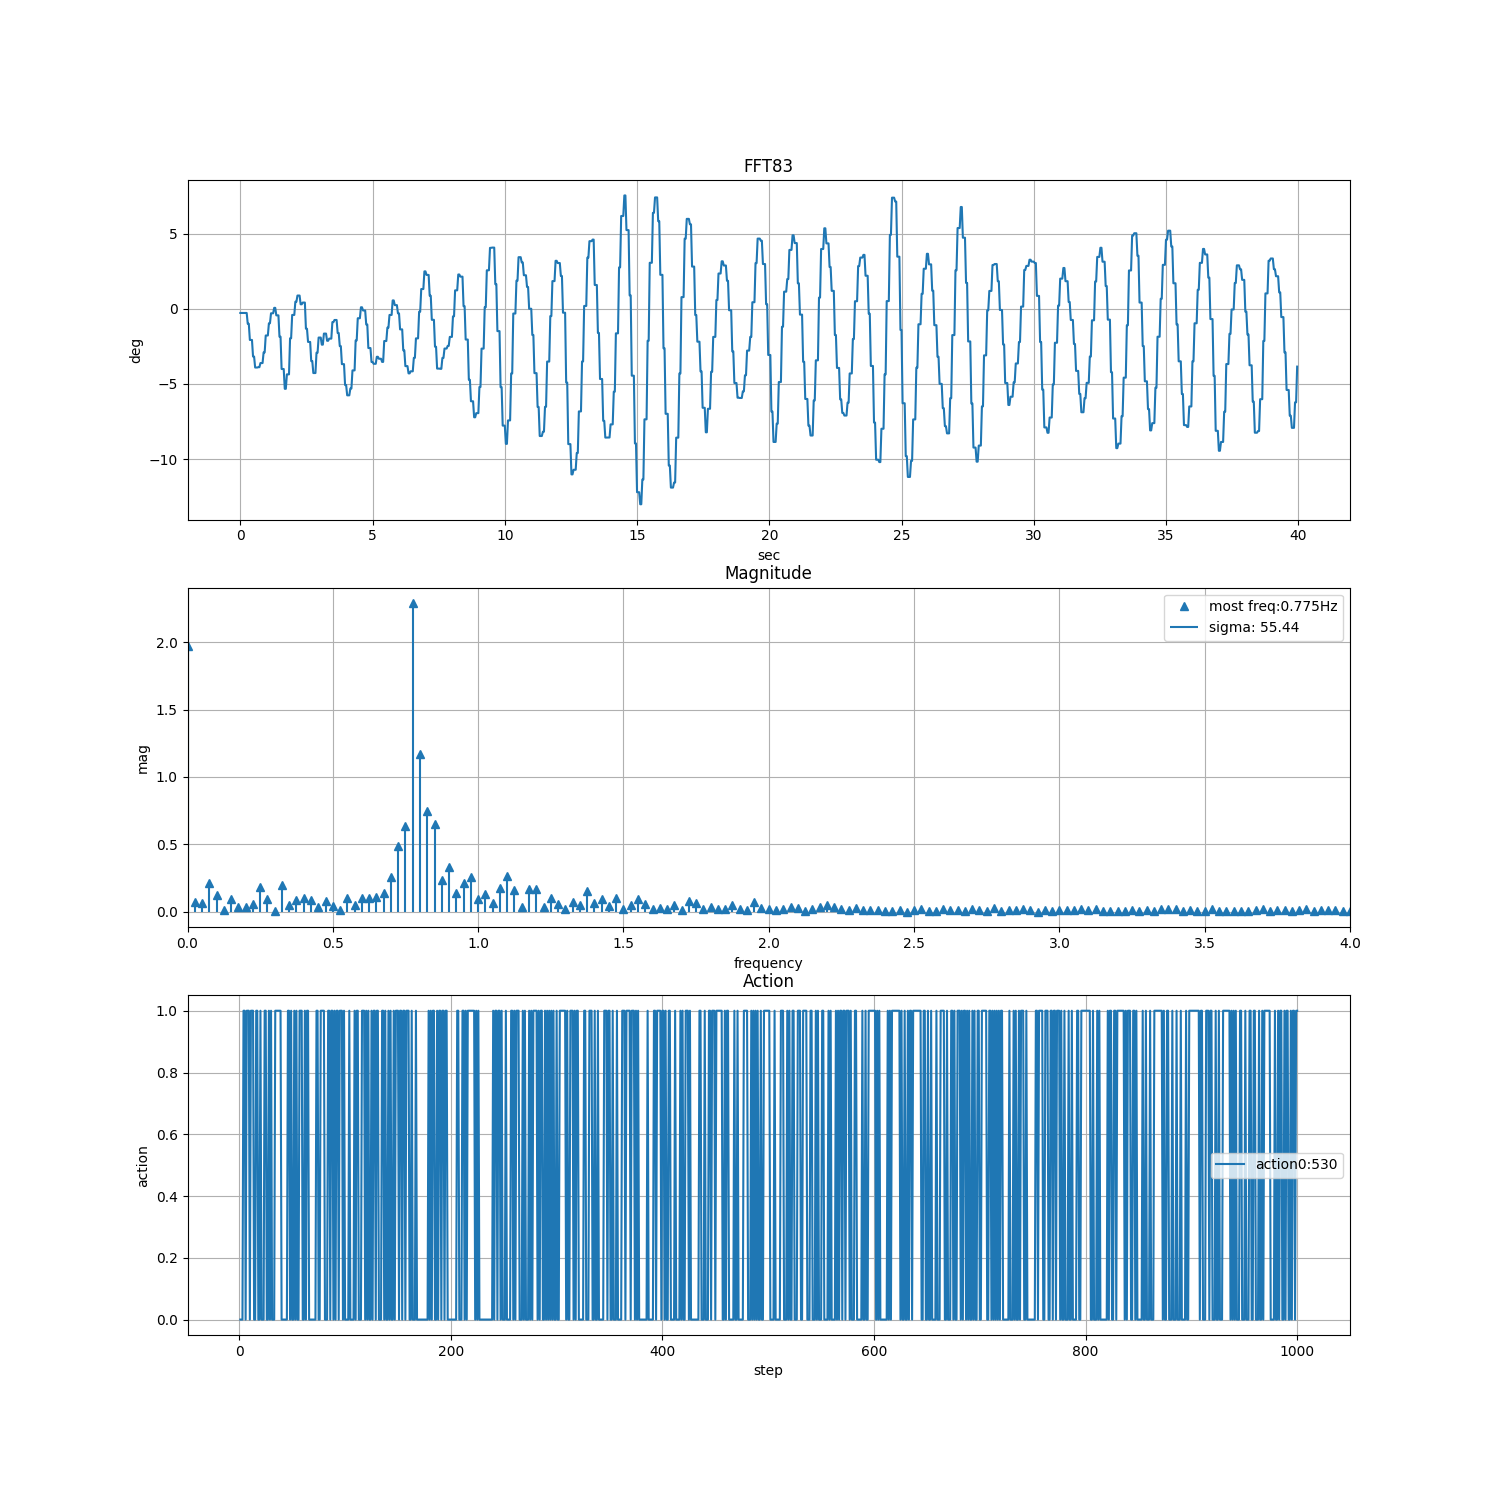 FFT83
5
0
−5
−10
deg
0 5 10 15 20 25 30 35 40
sec
Magnitude
most freq:0.775Hz
sigma: 55.44
2.0
1.5
1.0
0.5
0.0
mag
0.0 0.5 1.0 1.5 2.0 2.5 3.0 3.5 4.0
frequency
Action
1.0
0.8
0.6
0.4
0.2
0.0
action
action0:530
0 200 400 600 800 1000
step